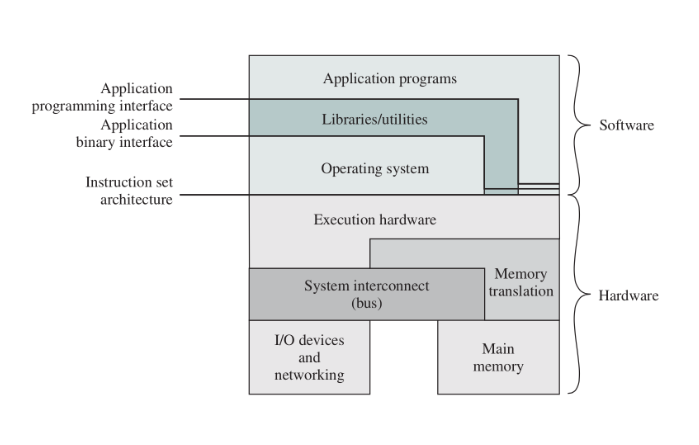 Application programs
Application
programming interface
Libraries/utilities
Software
Application
binary interface
Operating system
Instruction set
architecture
Execution hardware
Memory
translation
System interconnect
(bus)
Hardware
I/O devices
and
networking
Main
memory